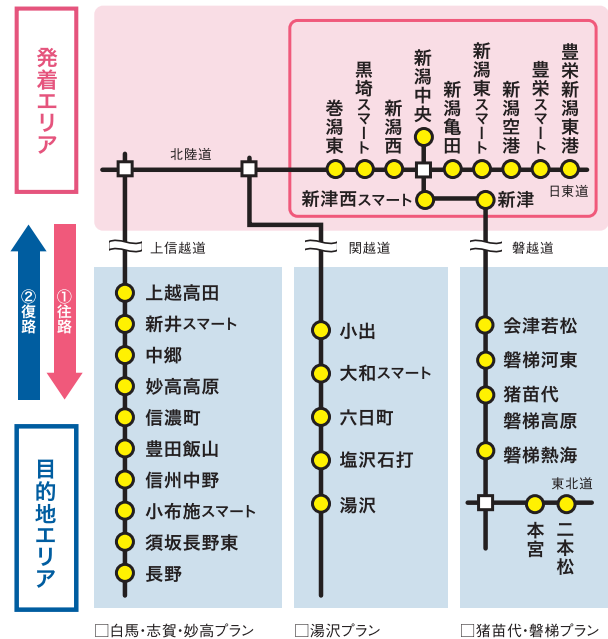 発着エリア
巻潟東
黒埼スマート
新潟西
新潟中央
新潟亀田
新潟東スマート
新潟空港
豊栄スマート
豊栄新潟東港
北陸道
日東道
新津西スマート
新津
上信越道
関越道
磐越道
①往路
②復路
目的地エリア
上越高田
新井スマート
中郷
妙高高原
信濃町
豊田飯山
信州中野
小布施スマート
須坂長野東
長野
小出
大和スマート
六日町
塩沢石打
湯沢
会津若松
磐梯河東
猪苗代
磐梯高原
磐梯熱海
東北道
本宮
二本松
□白馬・志賀・妙高プラン
□湯沢プラン
□猪苗代・磐梯プラン